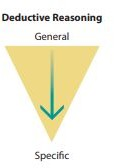 Deductive Reasoning
General
Specific